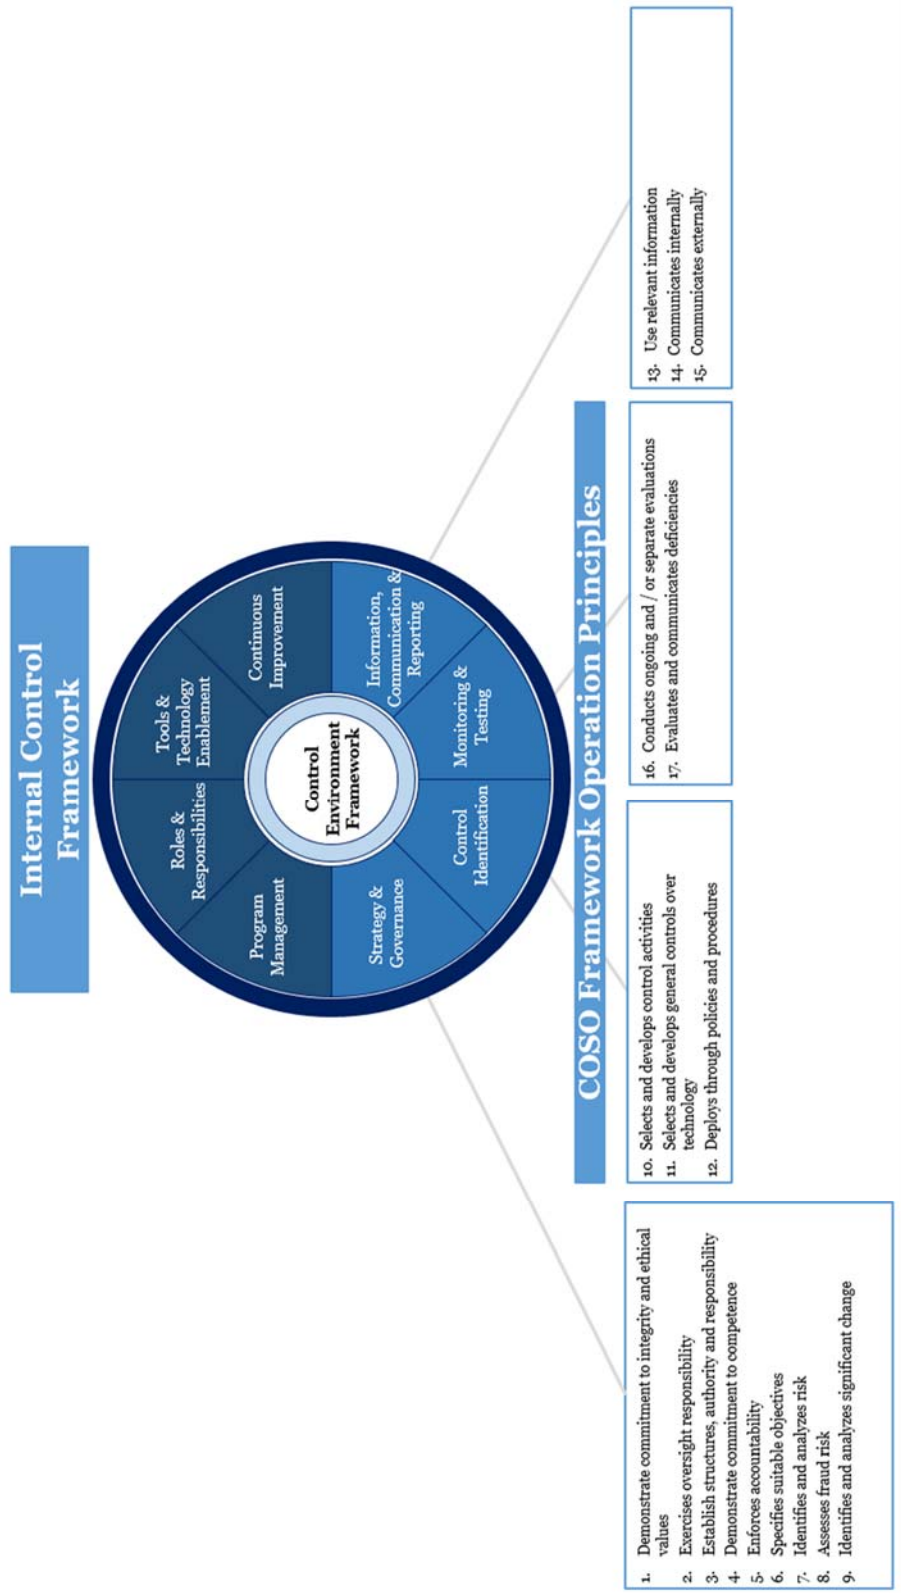 Internal Control
Framework
Tools &
Technology
Enablement
Continuous
Improvement
Roles &
Responsibilities
Program
Management
Control
Environment
Framework
Information,
Communication &
Reporting
Strategy &
Governance
Control
Identification
Monitoring &
Testing
COSO Framework Operation Principles
1. Demonstrate commitment to integrity and ethical
values
2. Exercises oversight responsibility
3. Establish structures, authority and responsibility
4. Demonstrate commitment to competence
5. Enforces accountability
6. Specifies suitable objectives
7. Identifies and analyzes risk
8. Assesses fraud risk
9. Identifies and analyzes significant change
10. Selects and develops control activities
11. Selects and develops general controls over
technology
12. Deploys through policies and procedures
16. Conducts ongoing and / or separate evaluations
17. Evaluates and communicates deficiencies
13. Use relevant information
14. Communicates internally
15. Communicates externally